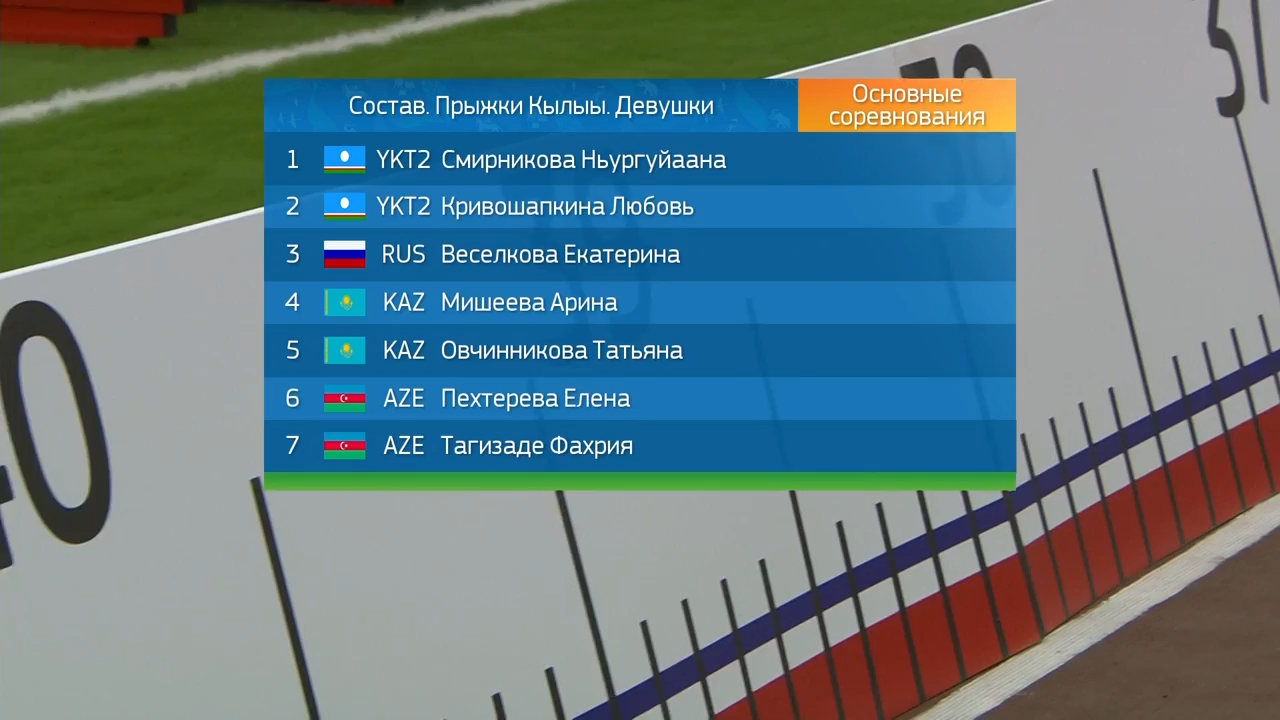 Состав. Прыжки Кылыы. Девушки
Основные
соревнования
1 YKT2 Смирникова Ньургуйаана
2 YKT2 Кривошапкина Любовь
3 RUS Веселкова Екатерина
4 KAZ Мишеева Арина
5 KAZ Овчинникова Татьяна
6 AZE Пехтерева Елена
7 AZE Тагизаде Фахрия
40